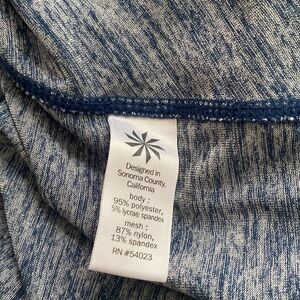 Designed in
Sonoma County,
California
body :
95% polyester,
5% lycra® spandex
mesh :
87% nylon,
13% spandex
RN #54023